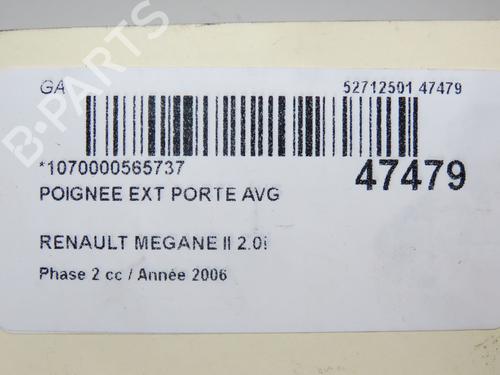 B-PARTS
GA 52712501 47479
*1070000565737 47479
POIGNEE EXT PORTE AVG
RENAULT MEGANE II 2.0i
Phase 2 cc / Année 2006